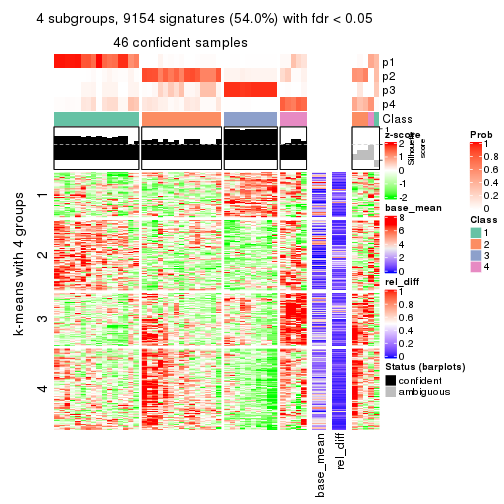 4 subgroups, 9154 signatures (54.0%) with fdr < 0.05
46 confident samples
p1
p2
p3
p4
Class
1
Silhouette
score
k-means with 4 groups
1
2
3
4
base_mean
rel_diff
z-score
2
1
0
-1
-2
base_mean
8
6
4
2
0
rel_diff
1
0.8
0.6
0.4
0.2
0
Status (barplots)
confident
ambiguous
Prob
1
0.8
0.6
0.4
0.2
0
Class
1
2
3
4